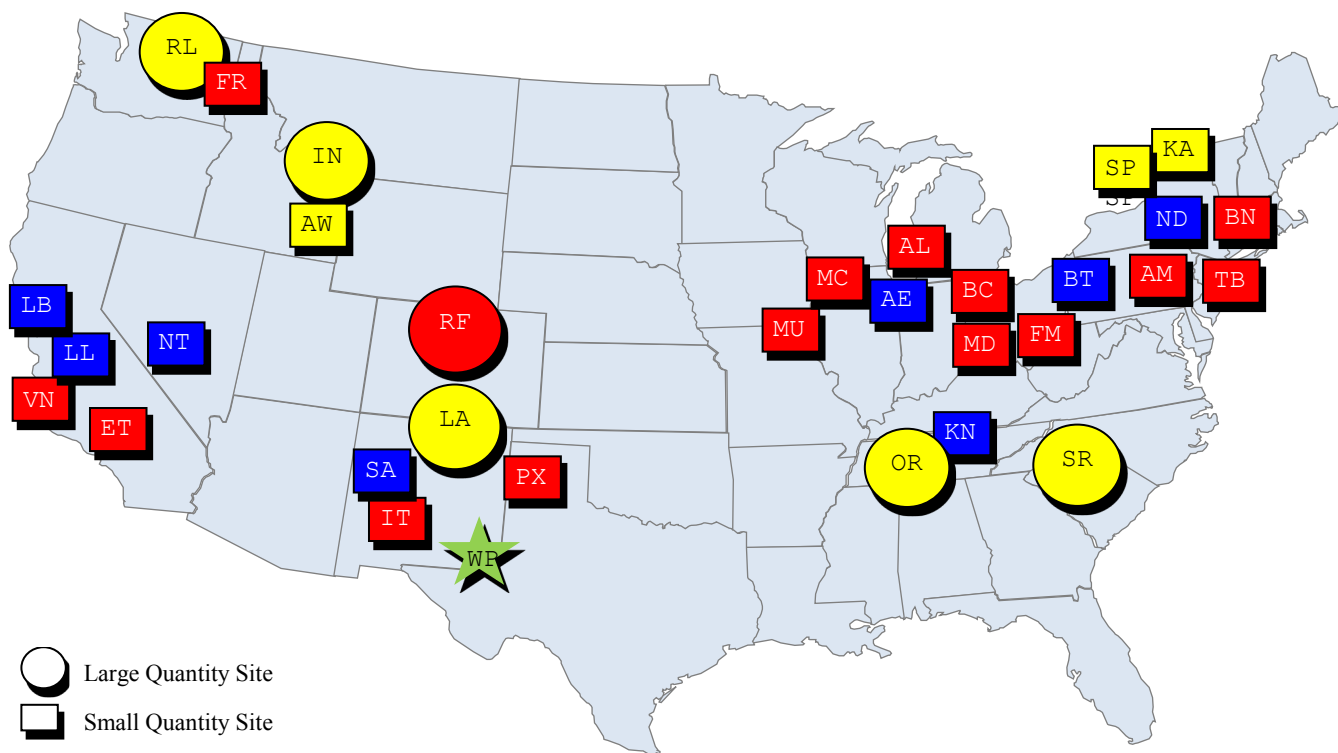 RL
FR
IN
AW
KA
SP
SP
ND
BN
AL
MC
AE
BC
BT
AM
TB
LB
LL
NT
RF
MU
MD
FM
VN
ET
LA
SA
PX
IT
KN
OR
SR
WP
Large Quantity Site
Small Quantity Site